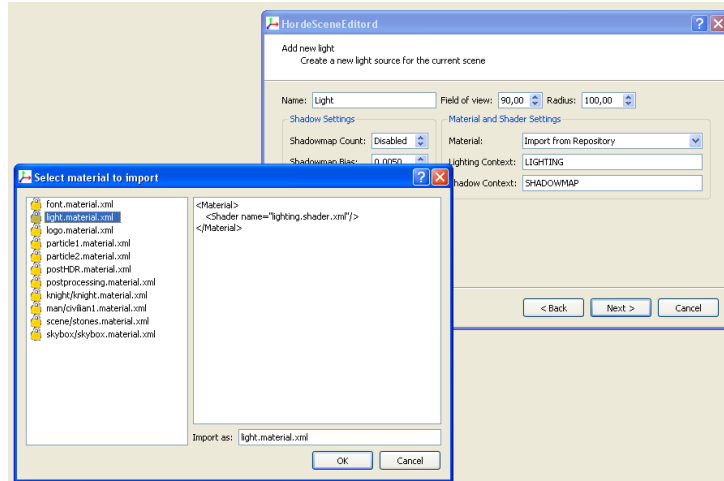 HordeSceneEditord
Add new light
Create a new light source for the current scene
Name: Light Field of view: 90,00 Radius: 100,00
Shadow Settings Material and Shader Settings
Shadowmap Count: Disabled Material: Import from Repository
Shadowmap Bias: 0,0050 Lighting Context: LIGHTING
Shadow Context: SHADOWMAP
< Back Next > Cancel
Select material to import
font.material.xml
light.material.xml
logo.material.xml
particle1.material.xml
particle2.material.xml
postHDR.material.xml
postprocessing.material.xml
knight/knight.material.xml
man/civilian1.material.xml
scene/stones.material.xml
skybox/skybox.material.xml
<Material>
<Shader name="lighting.shader.xml"/>
</Material>
Import as: light.material.xml
OK Cancel